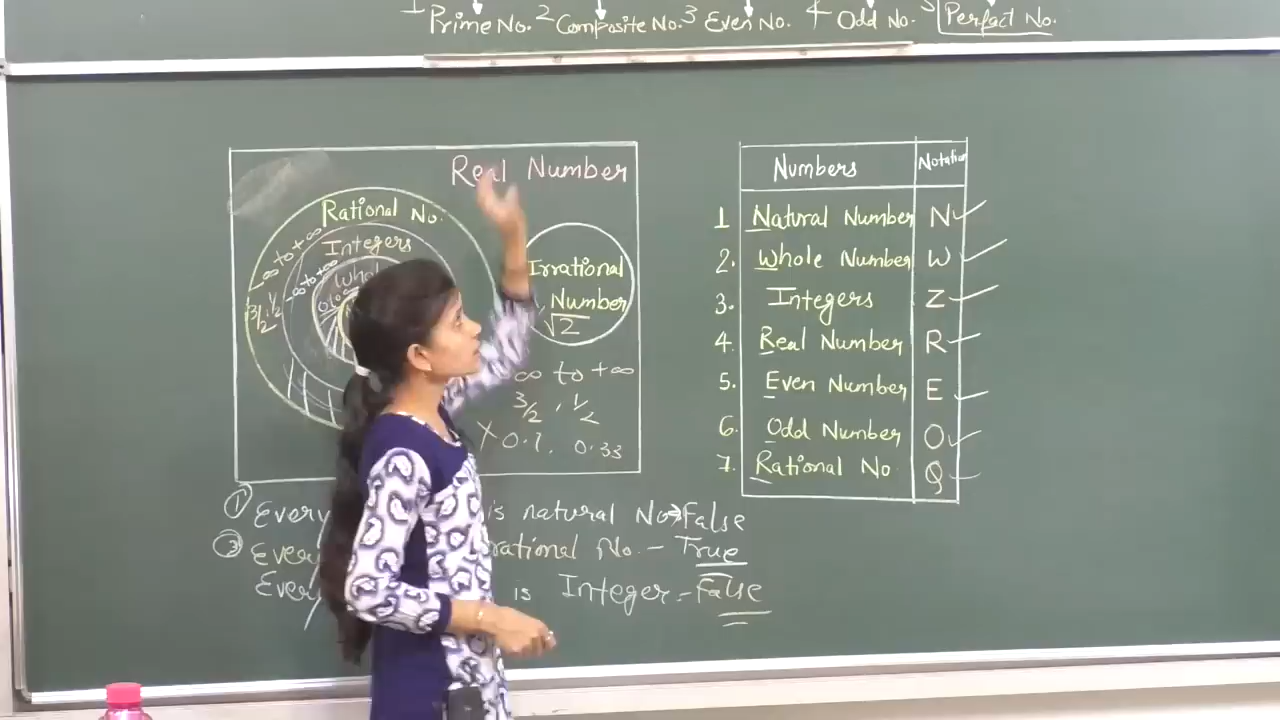 1 Prime No. 2 Composite No. 3 Even No. 4 Odd No. 5 Perfect No.
Real Number
Rational No.
-∞ to +∞
Integers
-∞ to +∞
3/2, 1/2
Irrational
Number
√2
∞ to +∞
3/2, 1/2
0.1, 0.33
Numbers Notation
1 Natural Number N
2. Whole Number W
3. Integers Z
4. Real Number R
5. Even Number E
6. Odd Number O
7. Rational No Q
① Every is natural No→False
② Every rational No. - True
Every is Integer - False